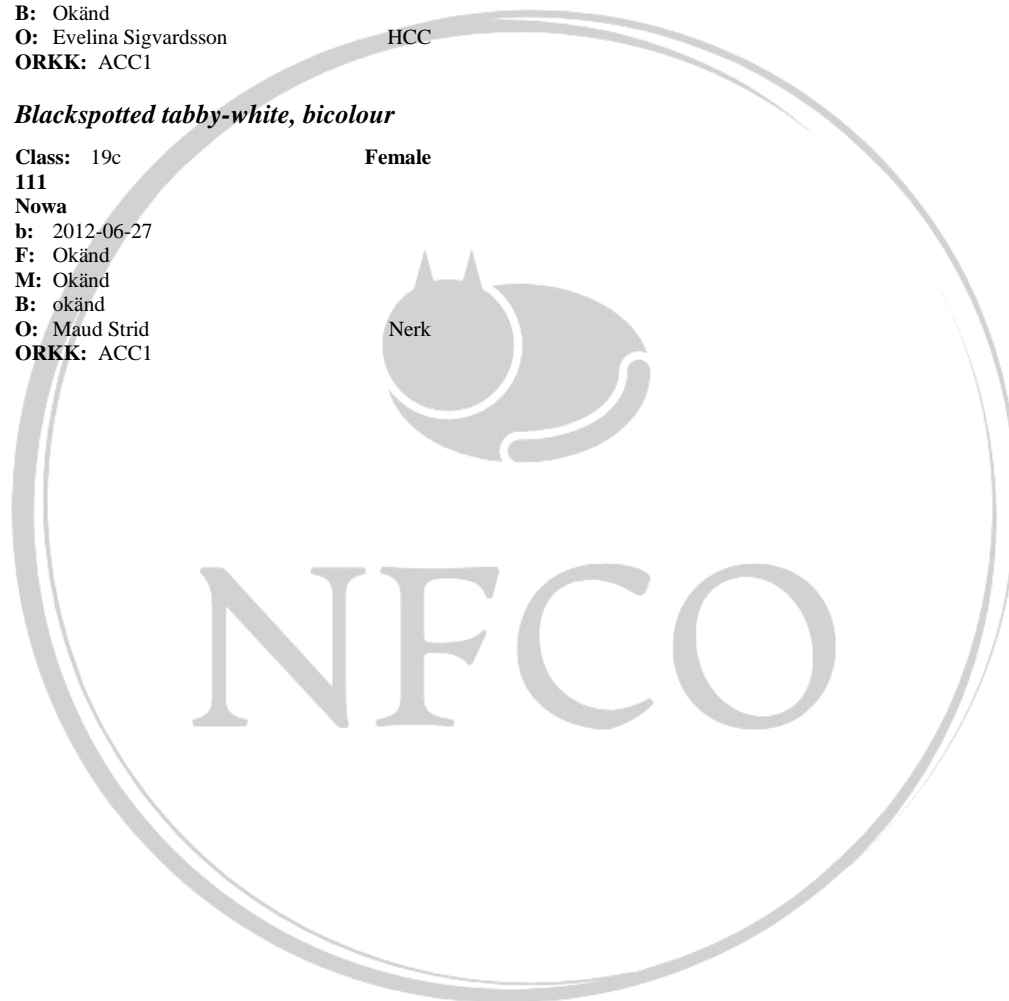 B: Okänd
O: Evelina Sigvardsson HCC
ORKK: ACC1
Blackspotted tabby-white, bicolour
Class: 19c Female
111
Nowa
b: 2012-06-27
F: Okänd
M: Okänd
B: okänd
O: Maud Strid Nerk
ORKK: ACC1
NFCO